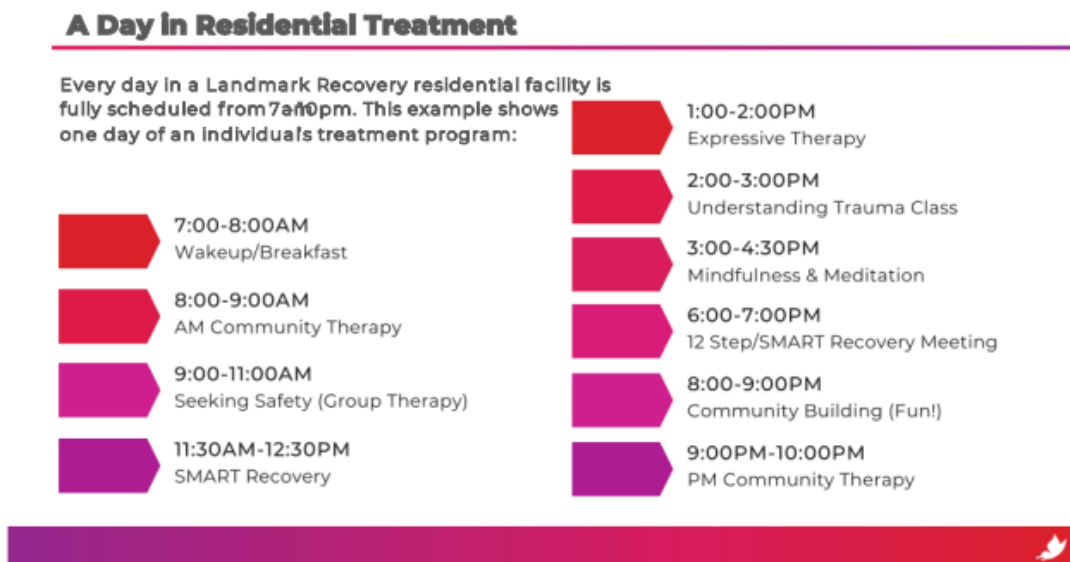 A Day in Residential Treatment
Every day in a Landmark Recovery residential facility is
fully scheduled from 7am-10pm. This example shows
one day of an individual's treatment program:
7:00-8:00AM
Wakeup/Breakfast
8:00-9:00AM
AM Community Therapy
9:00-11:00AM
Seeking Safety (Group Therapy)
11:30AM-12:30PM
SMART Recovery
1:00-2:00PM
Expressive Therapy
2:00-3:00PM
Understanding Trauma Class
3:00-4:30PM
Mindfulness & Meditation
6:00-7:00PM
12 Step/SMART Recovery Meeting
8:00-9:00PM
Community Building (Fun!)
9:00PM-10:00PM
PM Community Therapy